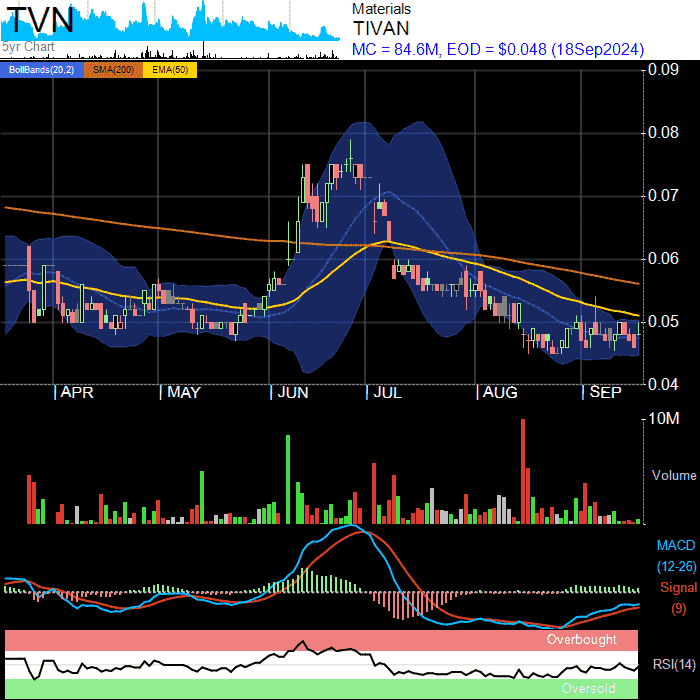 TVN
5yr Chart
Materials
TIVAN
MC = 84.6M, EOD = $0.048 (18Sep2024)
BollBands(20,2) SMA(200) EMA(50)
0.09
0.08
0.07
0.06
0.05
0.04
APR MAY JUN JUL AUG SEP
10M
Volume
MACD
(12-26)
Signal
(9)
Overbought
RSI(14)
Oversold